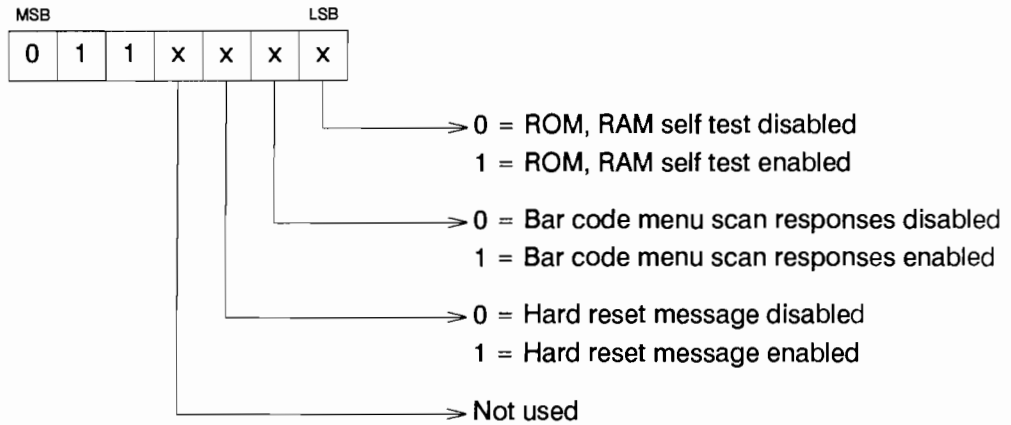 MSB LSB
0 1 1 x x x x
0 = ROM, RAM self test disabled
1 = ROM, RAM self test enabled
0 = Bar code menu scan responses disabled
1 = Bar code menu scan responses enabled
0 = Hard reset message disabled
1 = Hard reset message enabled
Not used